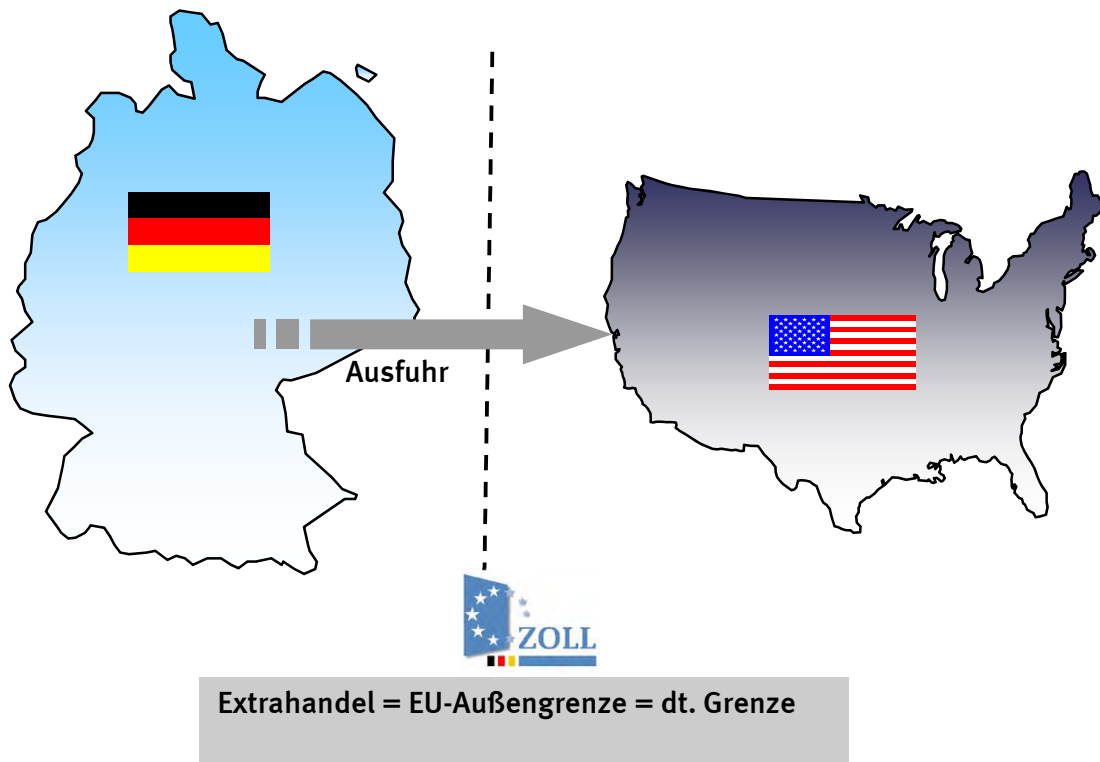 Ausfuhr
ZOLL
Extrahandel = EU-Außengrenze = dt. Grenze